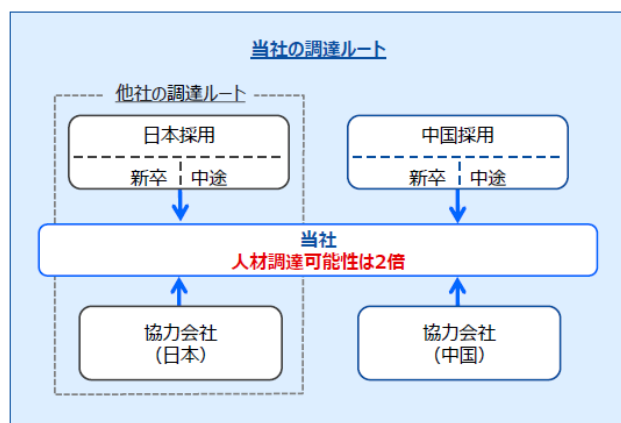 当社の調達ルート
他社の調達ルート
日本採用
新卒 中途
中国採用
新卒 中途
当社
人材調達可能性は2倍
協力会社
(日本)
協力会社
(中国)